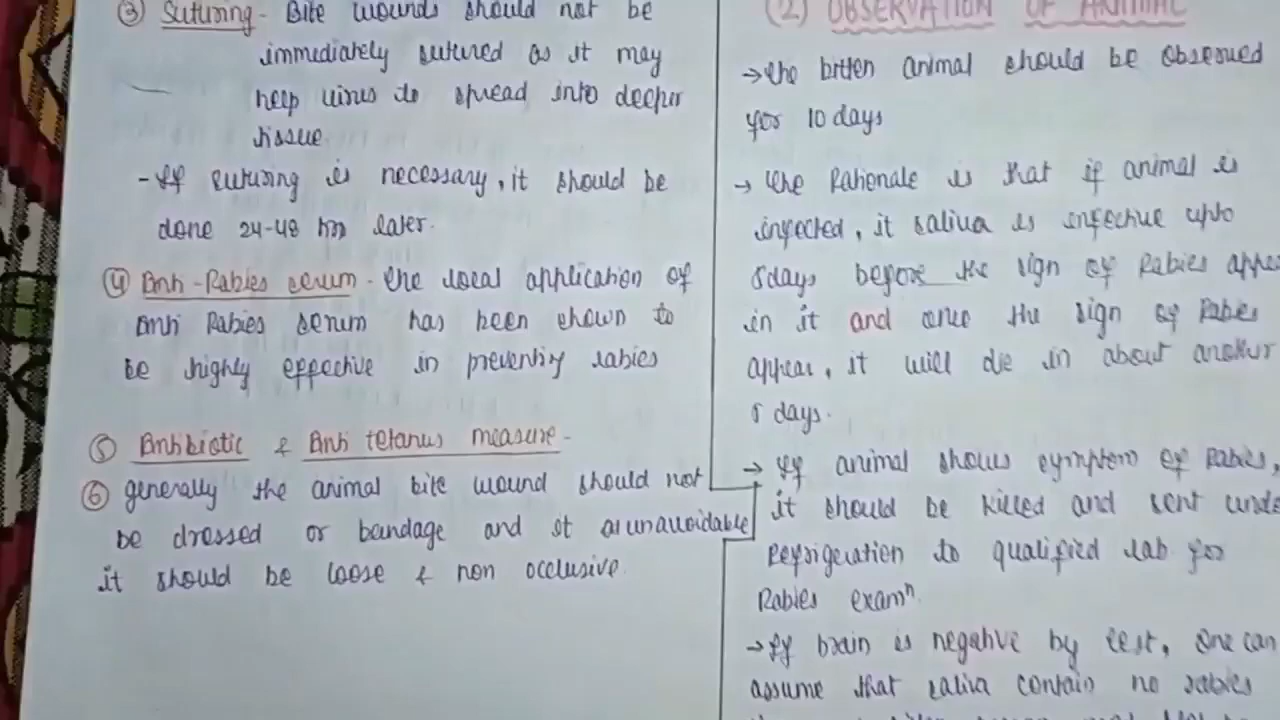 ③ Suturing - Bite wounds should not be
immediately sutured as it may
help virus to spread into deeper
tissue.
- If suturing is necessary, it should be
done 24-48 hrs later.
④ Anti-Rabies serum - The local application of
Anti Rabies serum has been shown to
be highly effective in preventing rabies
⑤ Antibiotic & Anti tetanus measure -
⑥ generally the animal bite wound should not
be dressed or bandage and it unavoidable
it should be loose & non occlusive.
(2) OBSERVATION OF ANIMAL
→ The bitten animal should be observed
for 10 days
→ The Rationale is that if animal is
infected, it saliva is infective upto
5days before the sign of Rabies appea
in it and once the sign of Rabies
appear, it will die in about another
5 days.
→ If animal shows symptom of Rabies,
it should be killed and sent unde
Refrigeration to qualified lab for
Rabies examⁿ.
→ If brain is negative by test, one can
assume that saliva contain no rabies